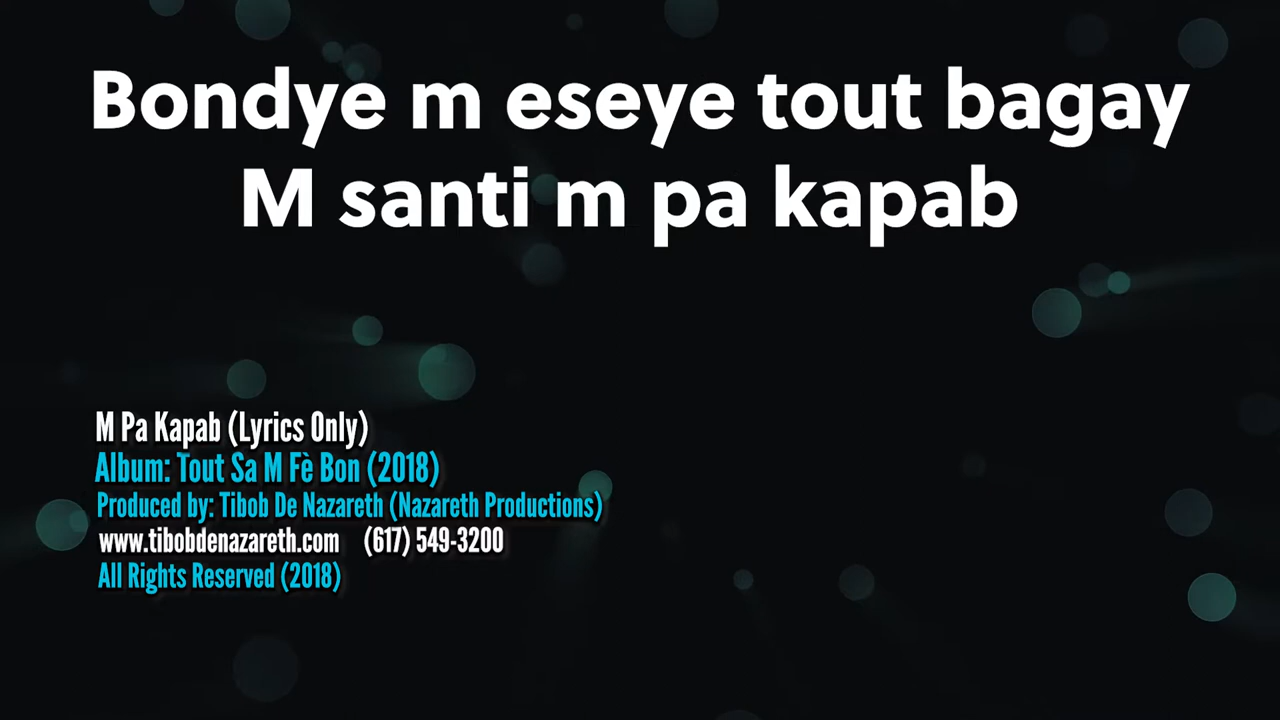 Bondye m eseye tout bagay
M santi m pa kapab
M Pa Kapab (Lyrics Only)
Album: Tout Sa M Fè Bon (2018)
Produced by: Tibob De Nazareth (Nazareth Productions)
www.tibobdenazareth.com (617) 549-3200
All Rights Reserved (2018)